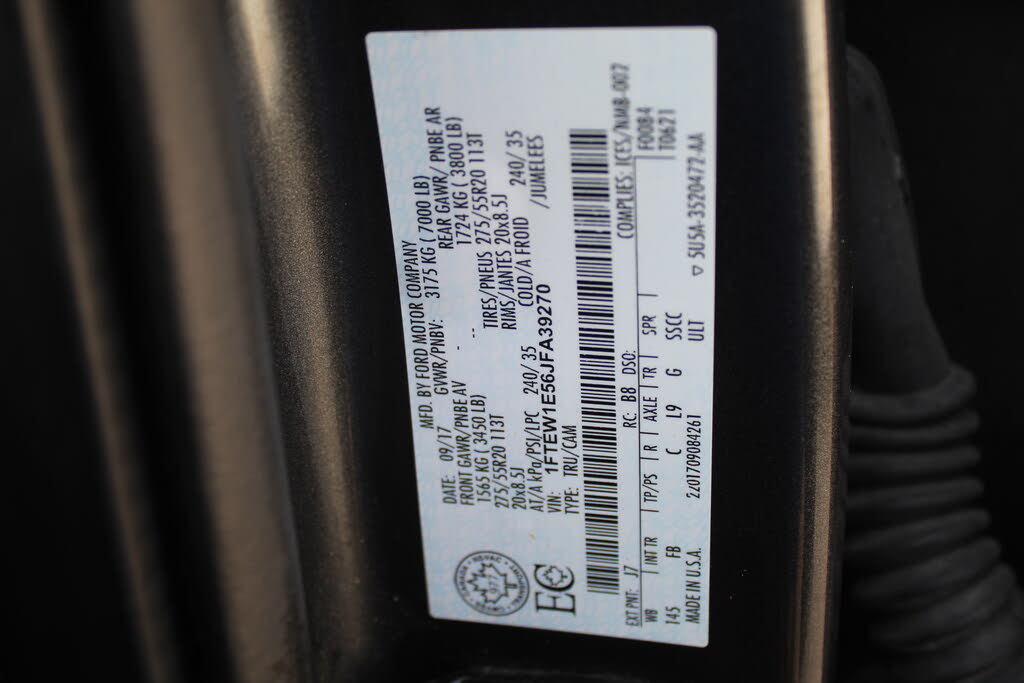 MFD. BY FORD MOTOR COMPANY
DATE: 09/17 GVWR/PNBV: 3175 KG ( 7000 LB)
FRONT GAWR/PNBE AV REAR GAWR/ PNBE AR
1565 KG ( 3450 LB) - -- 1724 KG ( 3800 LB)
275/55R20 113T TIRES/PNEUS 275/55R20 113T
20x8.5J RIMS/JANTES 20x8.5J
AT/A kPa/PSI/LPC 240/ 35 COLD/A FROID 240/ 35
VIN: 1FTEW1E56JFA39270 /JUMELEES
TYPE: TRU/CAM
COMPLIES: ICES/NMB-002
EXT PNT: J7 RC: B8 DSO: F00B4
T0621
WB INT TR TP/PS R AXLE TR SPR
145 FB C L9 G SSCC
MADE IN U.S.A. ULT
▽ 5U5A-3520472-AA
EC
077